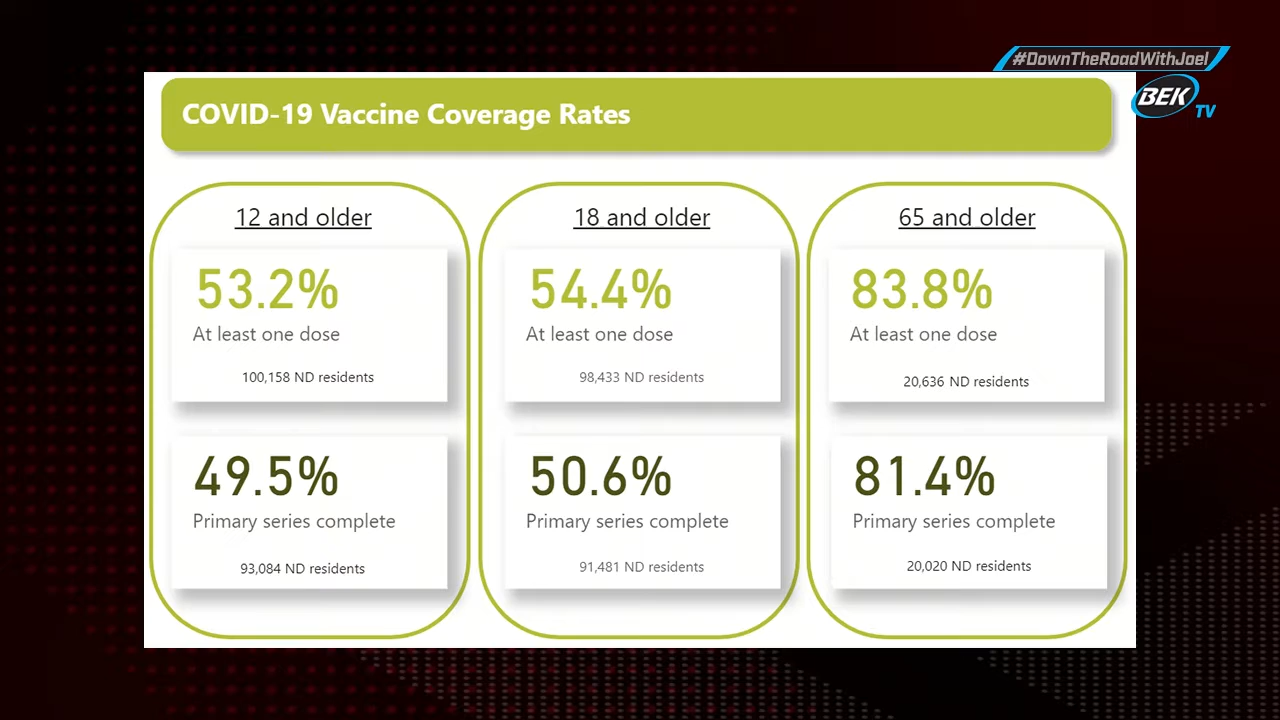 #DownTheRoadWithJoel
BEK TV
COVID-19 Vaccine Coverage Rates
12 and older
53.2%
At least one dose
100,158 ND residents
49.5%
Primary series complete
93,084 ND residents
18 and older
54.4%
At least one dose
98,433 ND residents
50.6%
Primary series complete
91,481 ND residents
65 and older
83.8%
At least one dose
20,636 ND residents
81.4%
Primary series complete
20,020 ND residents